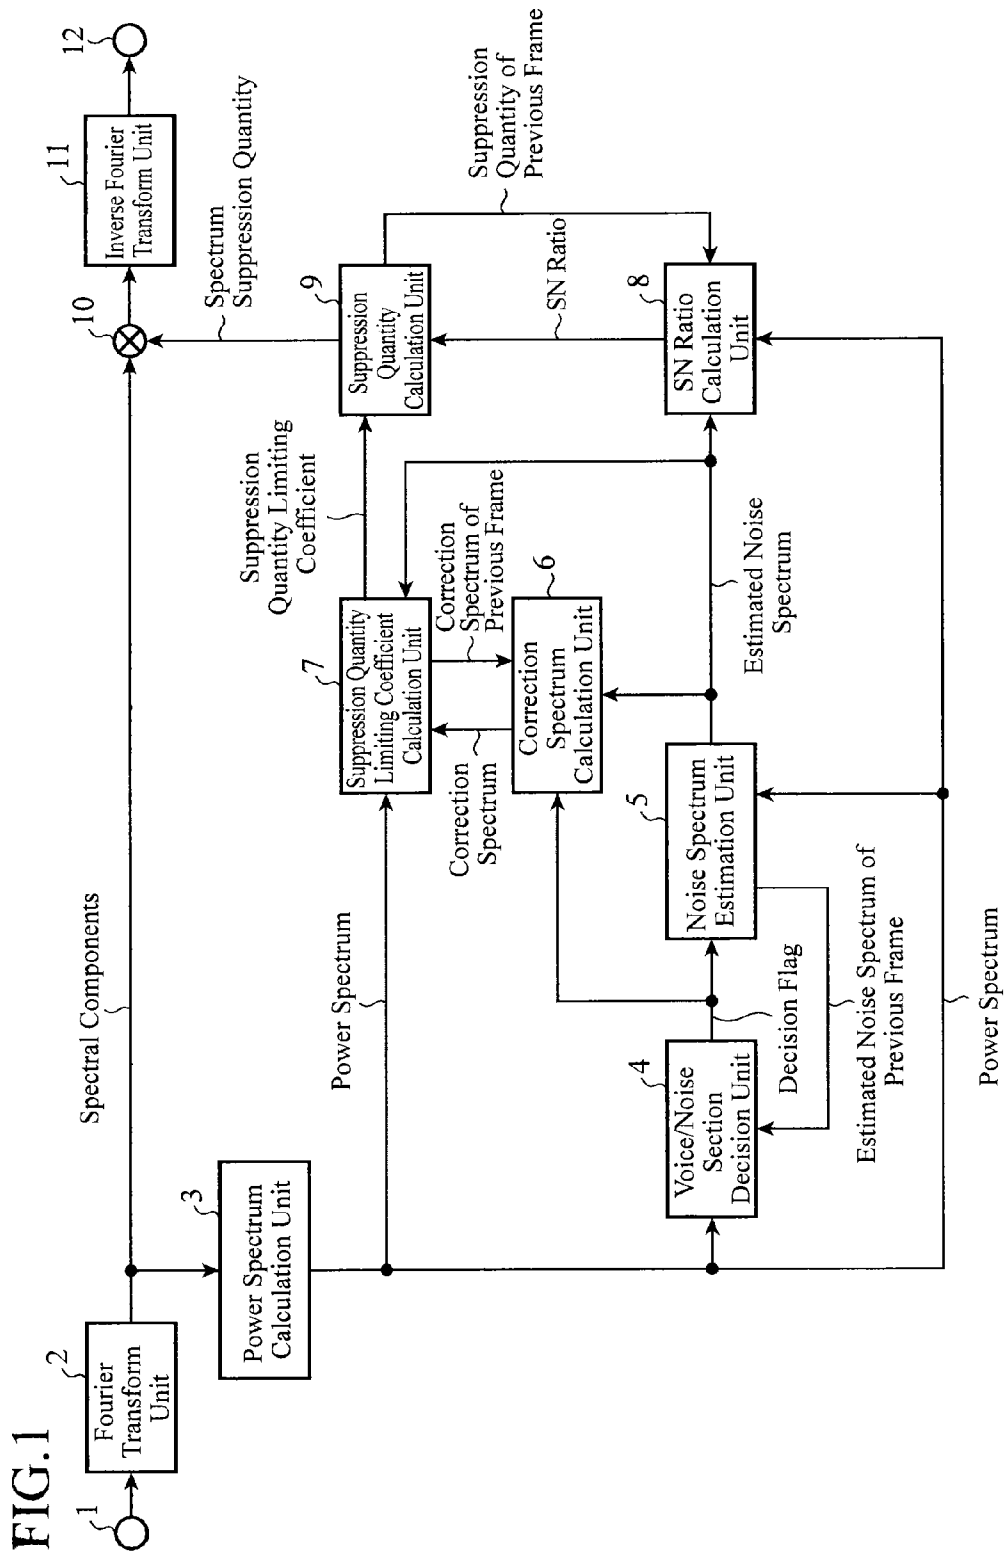 FIG.1
1
2
Fourier
Transform
Unit
Spectral Components
10
11
Inverse Fourier
Transform Unit
12
3
Power Spectrum
Calculation Unit
Spectrum
Suppression Quantity
Power Spectrum
7
Suppression Quantity
Limiting Coefficient
Calculation Unit
Suppression
Quantity Limiting
Coefficient
9
Suppression
Quantity
Calculation Unit
Suppression
Quantity of
Previous Frame
Correction
Spectrum
Correction
Spectrum of
Previous Frame
6
Correction
Spectrum
Calculation Unit
SN Ratio
4
Voice/Noise
Section
Decision Unit
Decision Flag
5
Noise Spectrum
Estimation Unit
Estimated Noise
Spectrum
8
SN Ratio
Calculation
Unit
Estimated Noise Spectrum of
Previous Frame
Power Spectrum